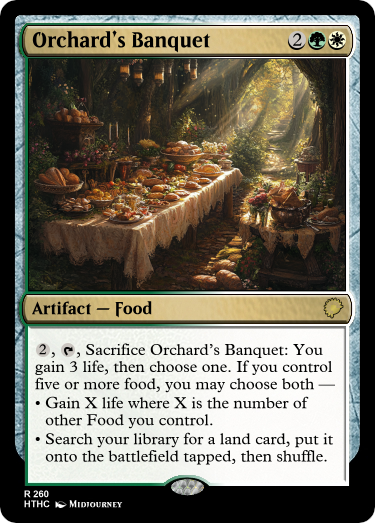 Orchard's Banquet 2
Artifact — Food
2, , Sacrifice Orchard's Banquet: You
gain 3 life, then choose one. If you control
five or more food, you may choose both —
• Gain X life where X is the number of
other Food you control.
• Search your library for a land card, put it
onto the battlefield tapped, then shuffle.
R 260
HTHC Midjourney